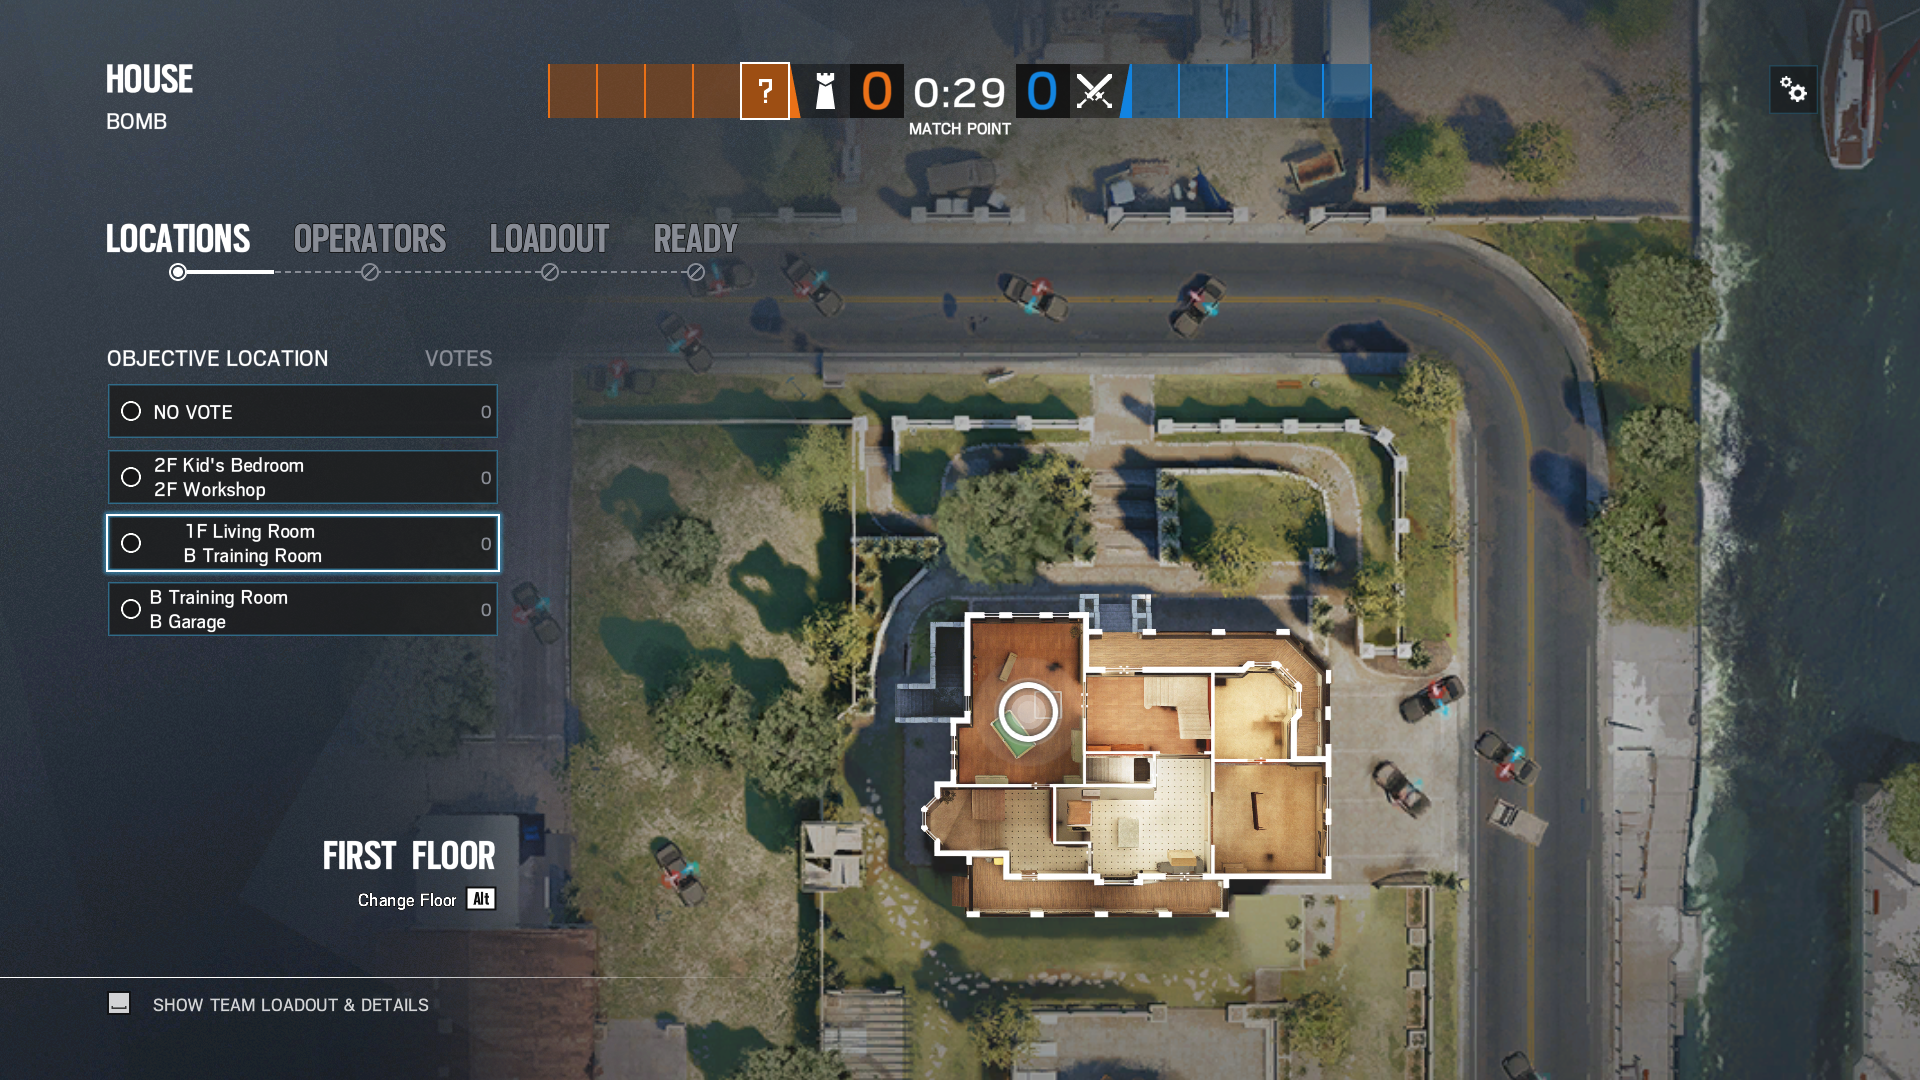 HOUSE
BOMB
?
0
0:29
0
MATCH POINT
LOCATIONS
OPERATORS
LOADOUT
READY
OBJECTIVE LOCATION
VOTES
NO VOTE
0
2F Kid's Bedroom
2F Workshop
0
1F Living Room
B Training Room
0
B Training Room
B Garage
0
FIRST FLOOR
Change Floor Alt
SHOW TEAM LOADOUT & DETAILS